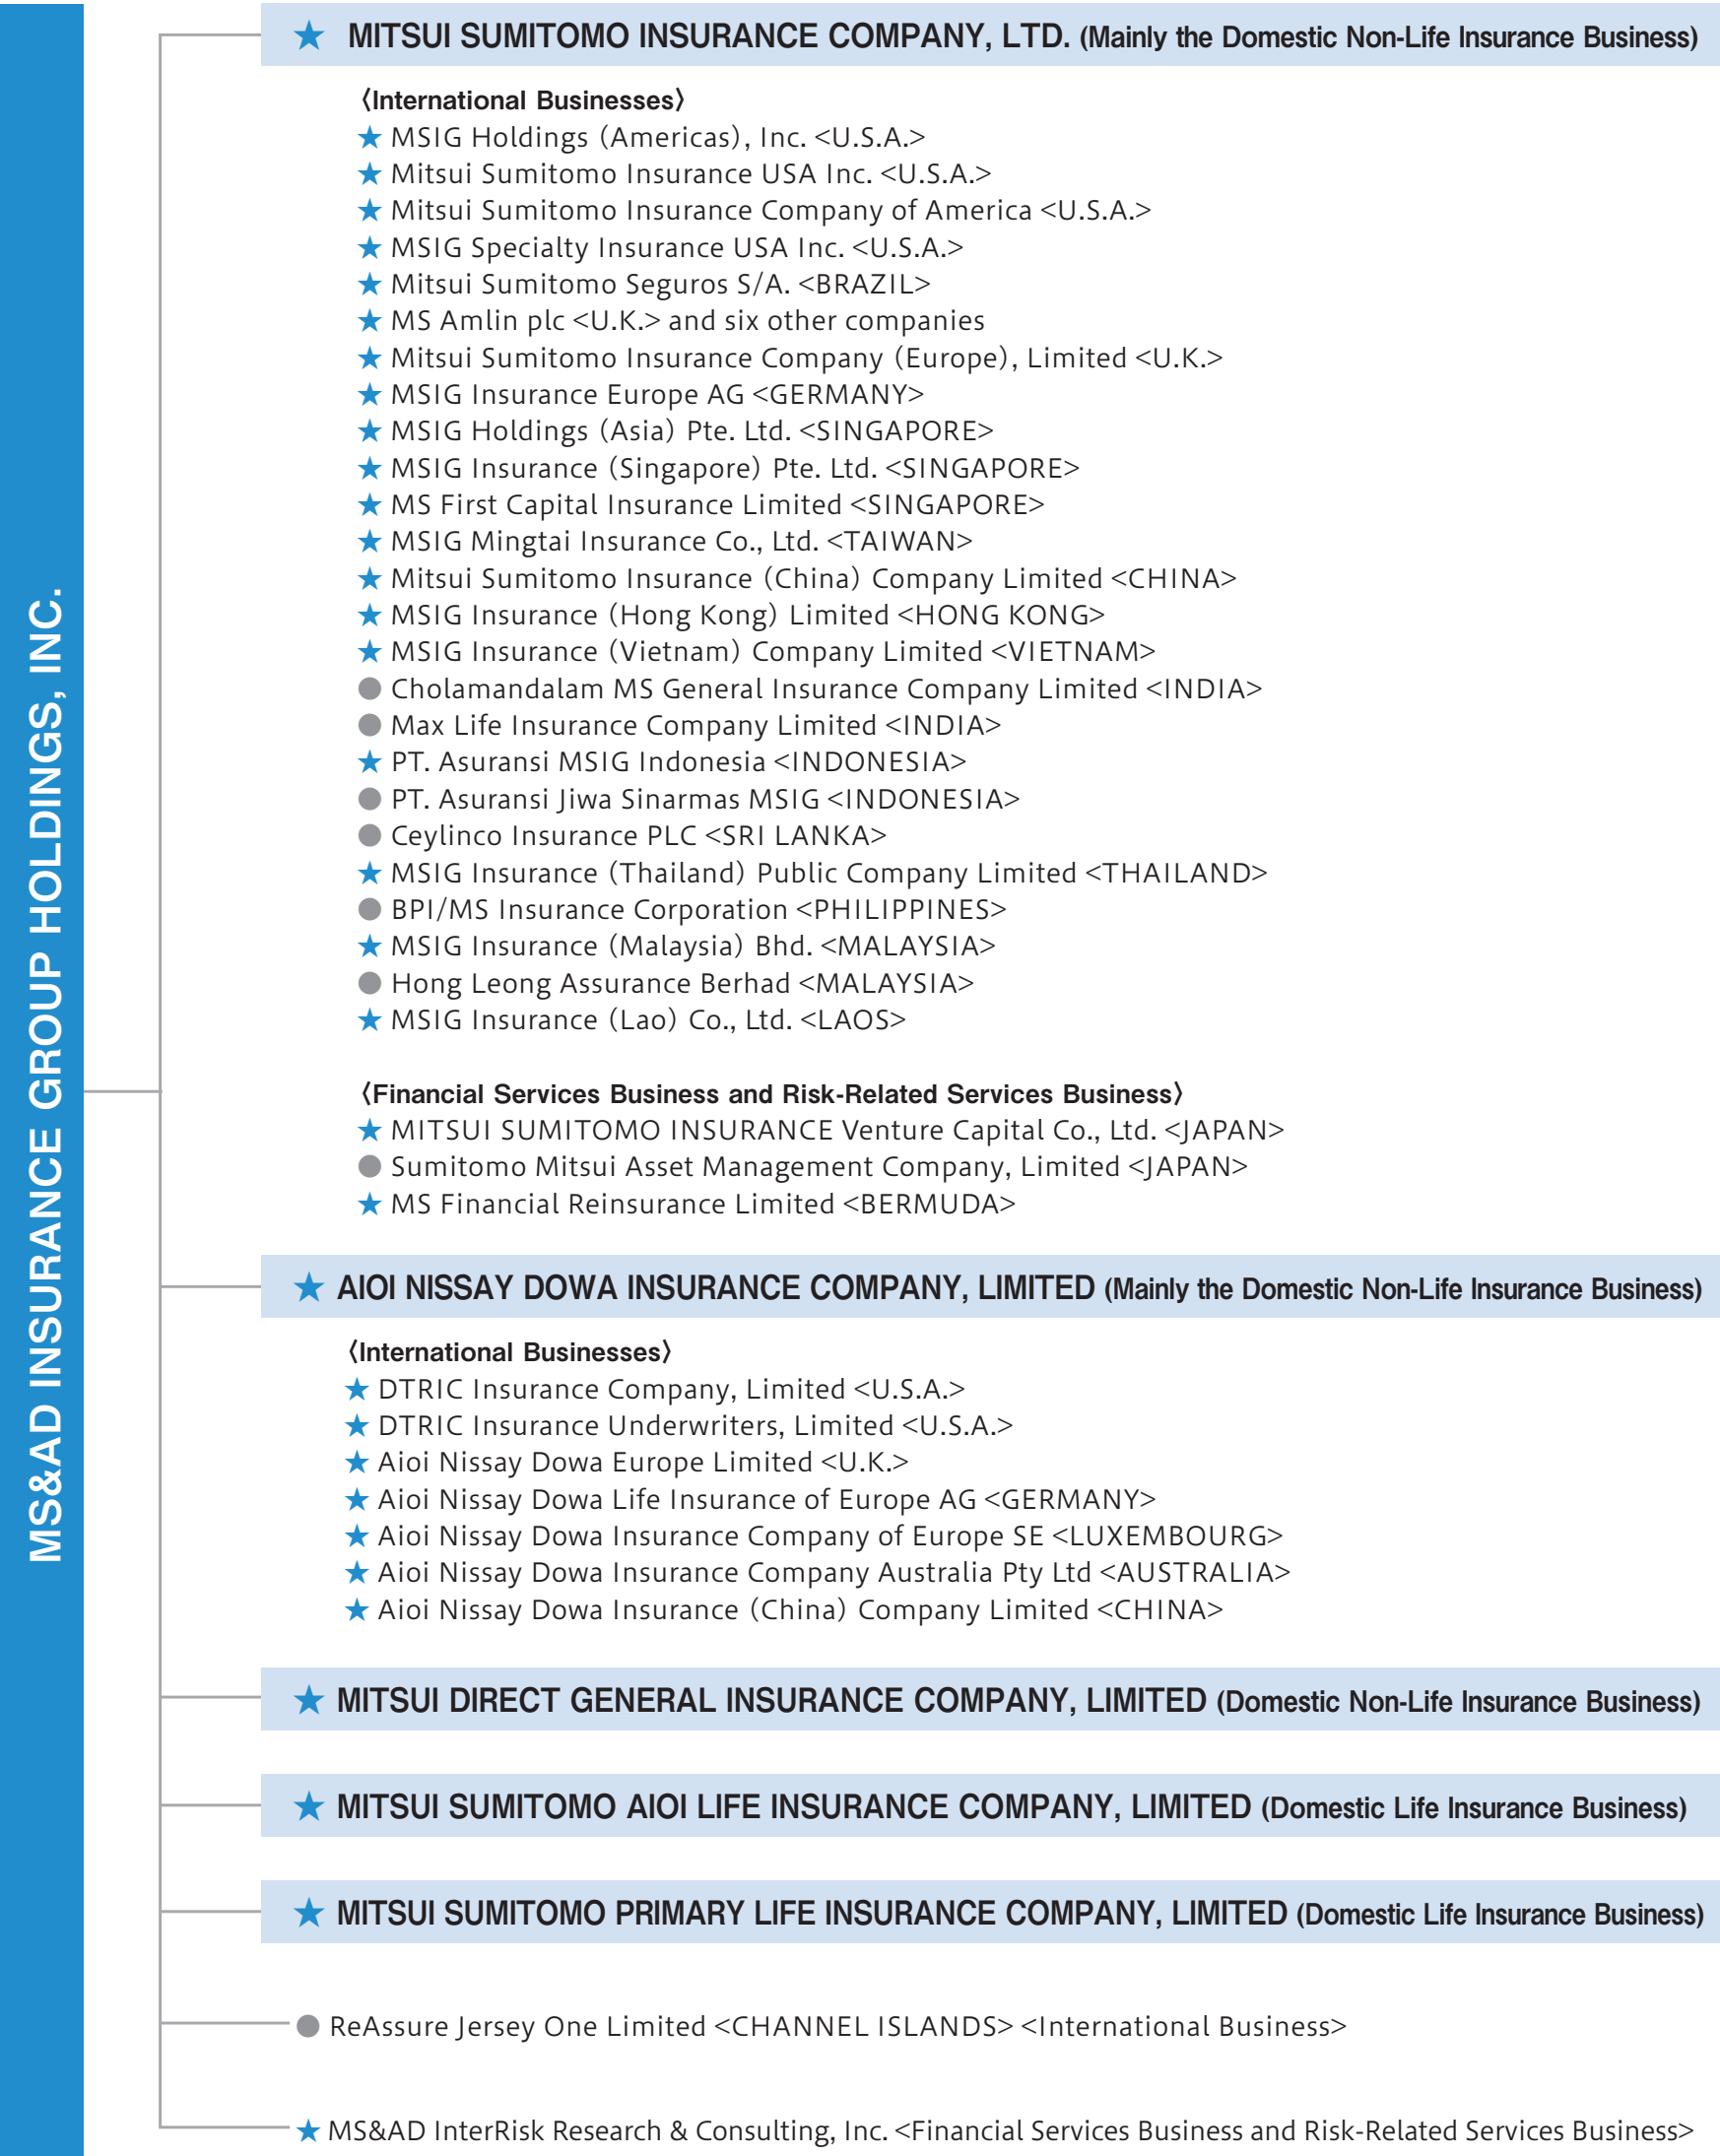 MS&AD INSURANCE GROUP HOLDINGS, INC.
★ MITSUI SUMITOMO INSURANCE COMPANY, LTD. (Mainly the Domestic Non-Life Insurance Business)
〈International Businesses〉
★ MSIG Holdings (Americas), Inc. <U.S.A.>
★ Mitsui Sumitomo Insurance USA Inc. <U.S.A.>
★ Mitsui Sumitomo Insurance Company of America <U.S.A.>
★ MSIG Specialty Insurance USA Inc. <U.S.A.>
★ Mitsui Sumitomo Seguros S/A. <BRAZIL>
★ MS Amlin plc <U.K.> and six other companies
★ Mitsui Sumitomo Insurance Company (Europe), Limited <U.K.>
★ MSIG Insurance Europe AG <GERMANY>
★ MSIG Holdings (Asia) Pte. Ltd. <SINGAPORE>
★ MSIG Insurance (Singapore) Pte. Ltd. <SINGAPORE>
★ MS First Capital Insurance Limited <SINGAPORE>
★ MSIG Mingtai Insurance Co., Ltd. <TAIWAN>
★ Mitsui Sumitomo Insurance (China) Company Limited <CHINA>
★ MSIG Insurance (Hong Kong) Limited <HONG KONG>
★ MSIG Insurance (Vietnam) Company Limited <VIETNAM>
● Cholamandalam MS General Insurance Company Limited <INDIA>
● Max Life Insurance Company Limited <INDIA>
★ PT. Asuransi MSIG Indonesia <INDONESIA>
● PT. Asuransi Jiwa Sinarmas MSIG <INDONESIA>
● Ceylinco Insurance PLC <SRI LANKA>
★ MSIG Insurance (Thailand) Public Company Limited <THAILAND>
● BPI/MS Insurance Corporation <PHILIPPINES>
★ MSIG Insurance (Malaysia) Bhd. <MALAYSIA>
● Hong Leong Assurance Berhad <MALAYSIA>
★ MSIG Insurance (Lao) Co., Ltd. <LAOS>
〈Financial Services Business and Risk-Related Services Business〉
★ MITSUI SUMITOMO INSURANCE Venture Capital Co., Ltd. <JAPAN>
● Sumitomo Mitsui Asset Management Company, Limited <JAPAN>
★ MS Financial Reinsurance Limited <BERMUDA>
★ AIOI NISSAY DOWA INSURANCE COMPANY, LIMITED (Mainly the Domestic Non-Life Insurance Business)
〈International Businesses〉
★ DTRIC Insurance Company, Limited <U.S.A.>
★ DTRIC Insurance Underwriters, Limited <U.S.A.>
★ Aioi Nissay Dowa Europe Limited <U.K.>
★ Aioi Nissay Dowa Life Insurance of Europe AG <GERMANY>
★ Aioi Nissay Dowa Insurance Company of Europe SE <LUXEMBOURG>
★ Aioi Nissay Dowa Insurance Company Australia Pty Ltd <AUSTRALIA>
★ Aioi Nissay Dowa Insurance (China) Company Limited <CHINA>
★ MITSUI DIRECT GENERAL INSURANCE COMPANY, LIMITED (Domestic Non-Life Insurance Business)
★ MITSUI SUMITOMO AIOI LIFE INSURANCE COMPANY, LIMITED (Domestic Life Insurance Business)
★ MITSUI SUMITOMO PRIMARY LIFE INSURANCE COMPANY, LIMITED (Domestic Life Insurance Business)
● ReAssure Jersey One Limited <CHANNEL ISLANDS> <International Business>
★ MS&AD InterRisk Research & Consulting, Inc. <Financial Services Business and Risk-Related Services Business>